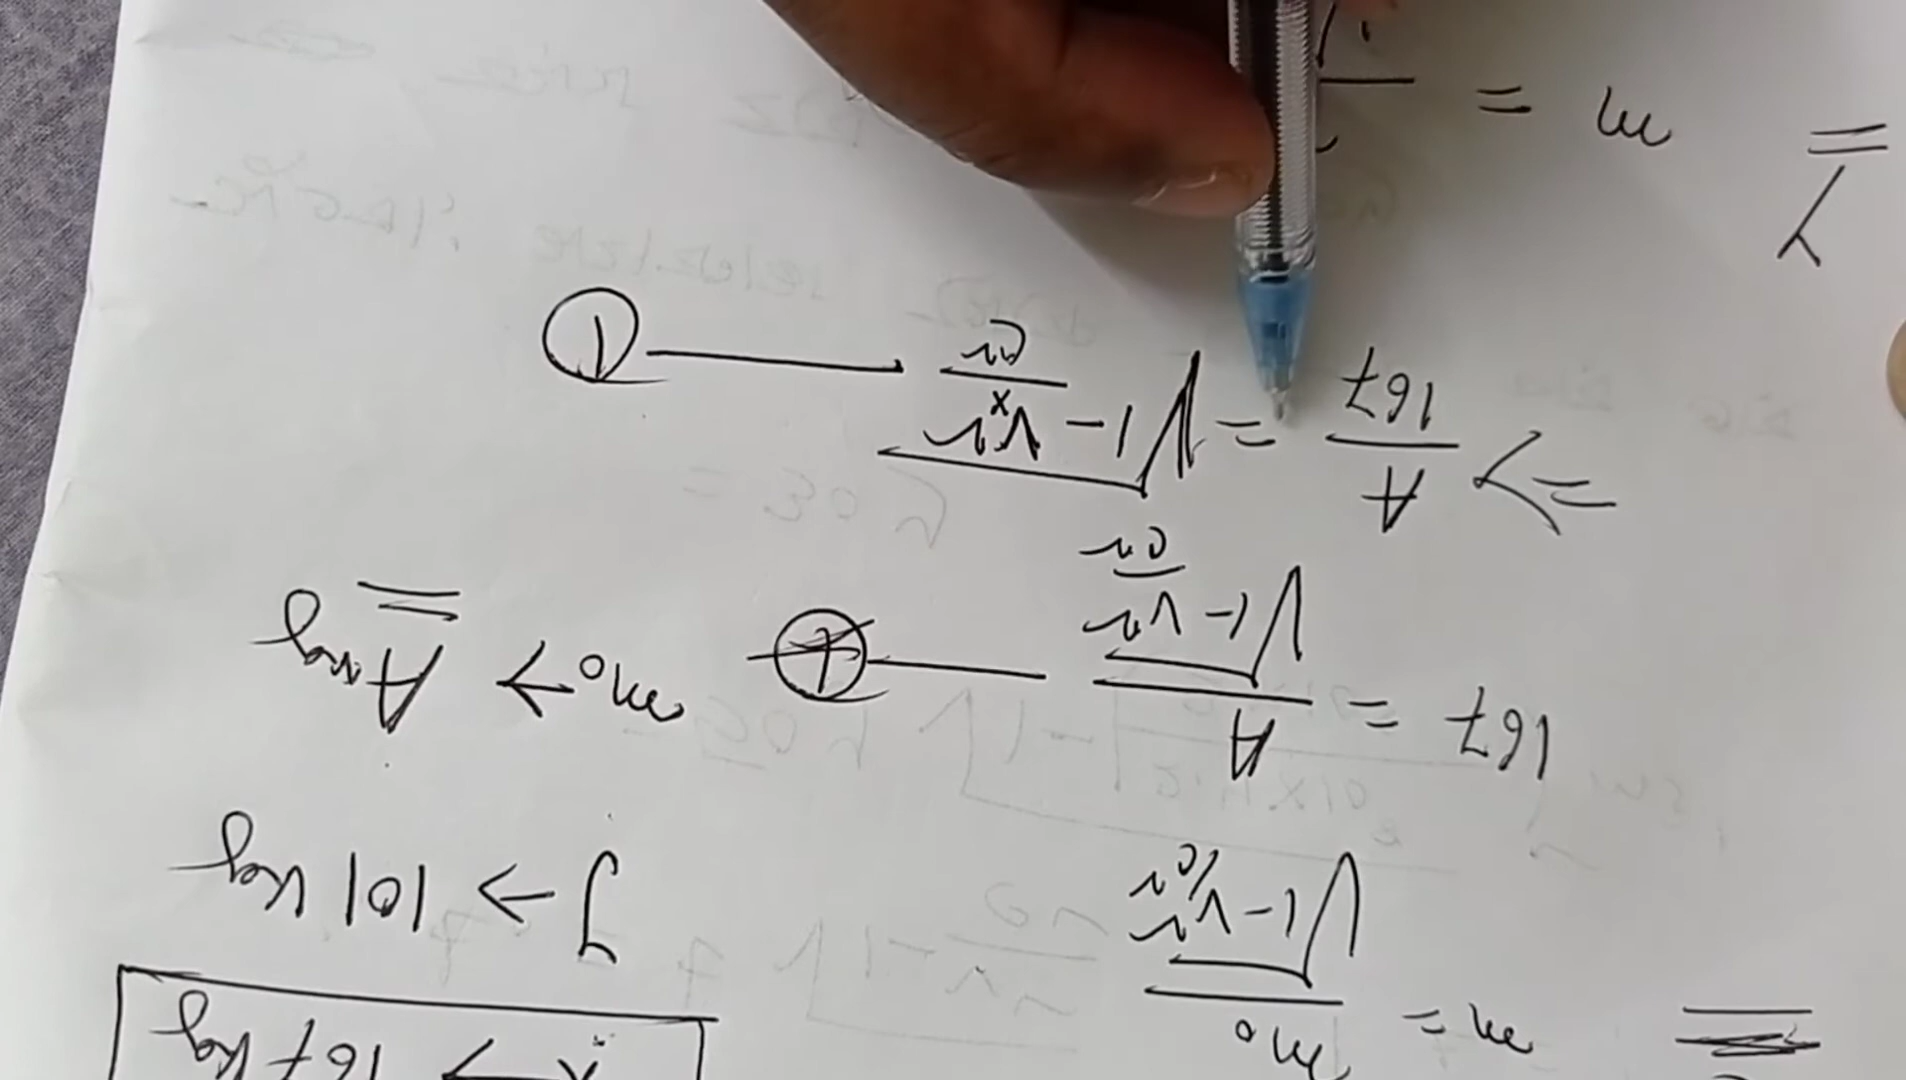 x → 167 kg
m = m₀ / √(1 - v²/c²)
y → 101 kg
167 = A / √(1 - v²/c²) —
m₀ → A kg
=> A/167 = √(1 - vₓ²/c²) — ①
y
m =